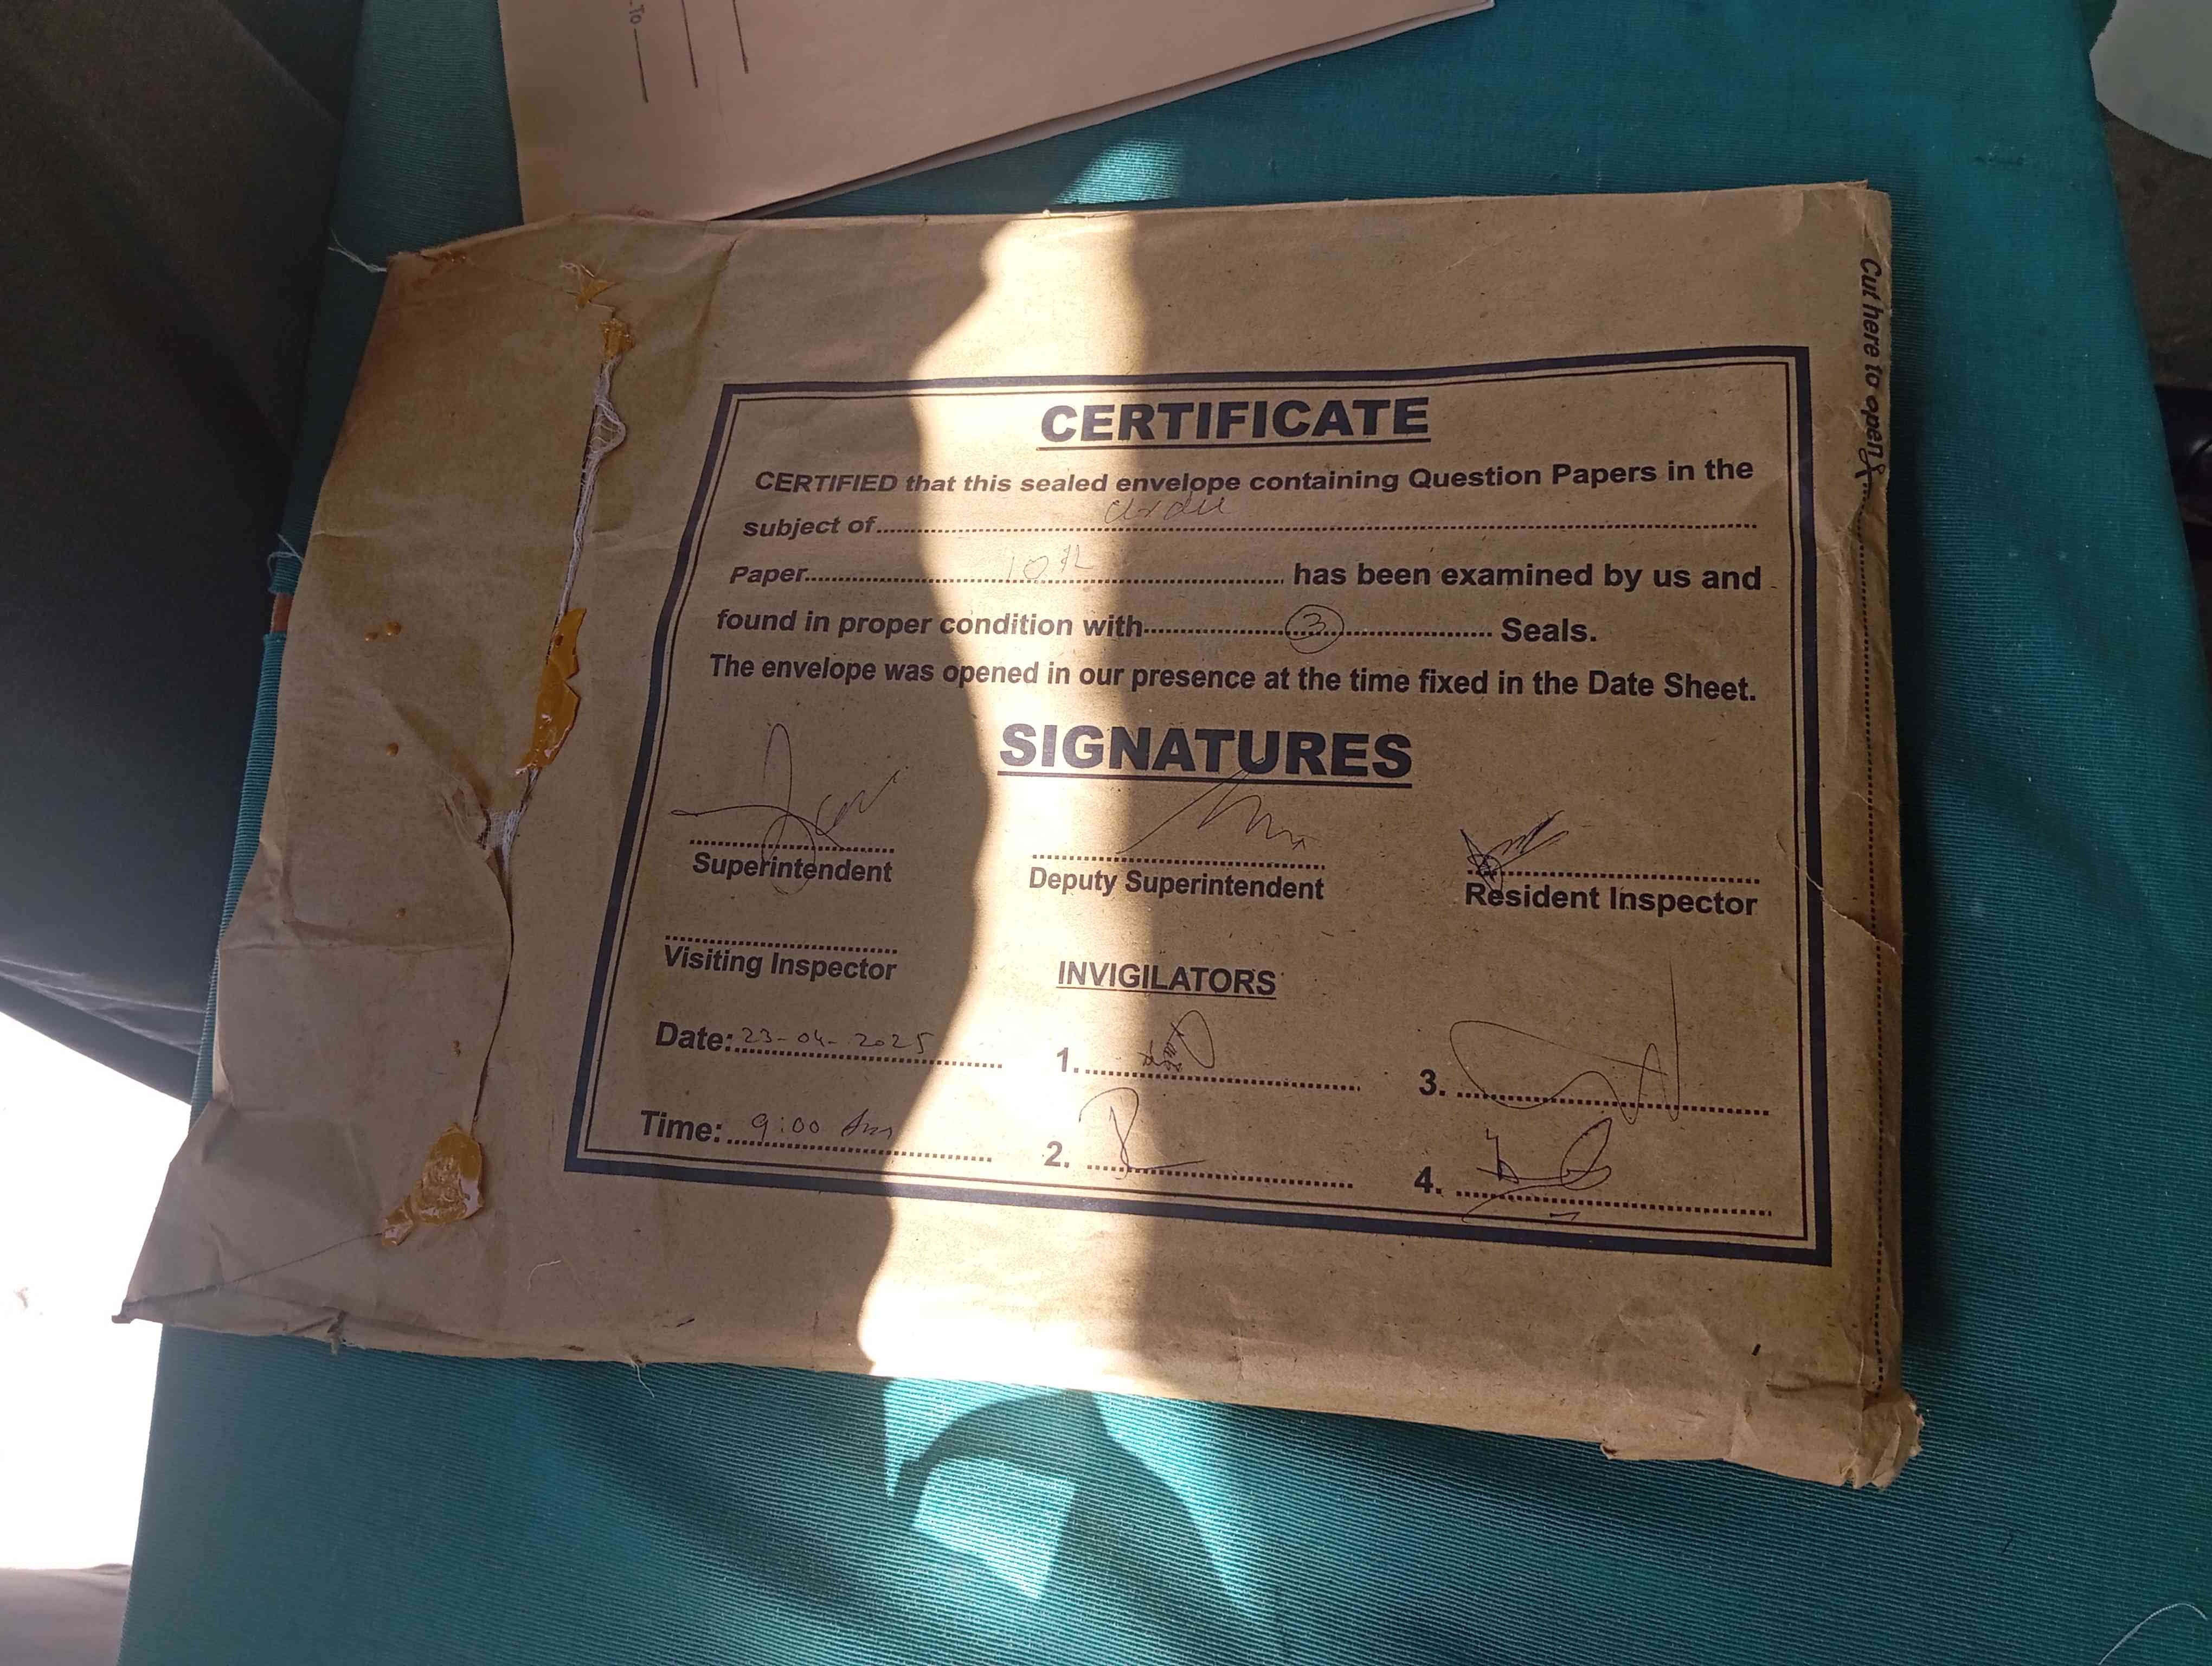 To
Cut here to open
CERTIFICATE
CERTIFIED that this sealed envelope containing Question Papers in the
subject of.......... Urdu ..........
Paper.......... 10th .......... has been examined by us and
found in proper condition with.......... 3 .......... Seals.
The envelope was opened in our presence at the time fixed in the Date Sheet.
SIGNATURES
Superintendent Deputy Superintendent Resident Inspector
Visiting Inspector INVIGILATORS
Date: 23-04-2025 1. 3.
Time: 9:00 Am 2. 4.